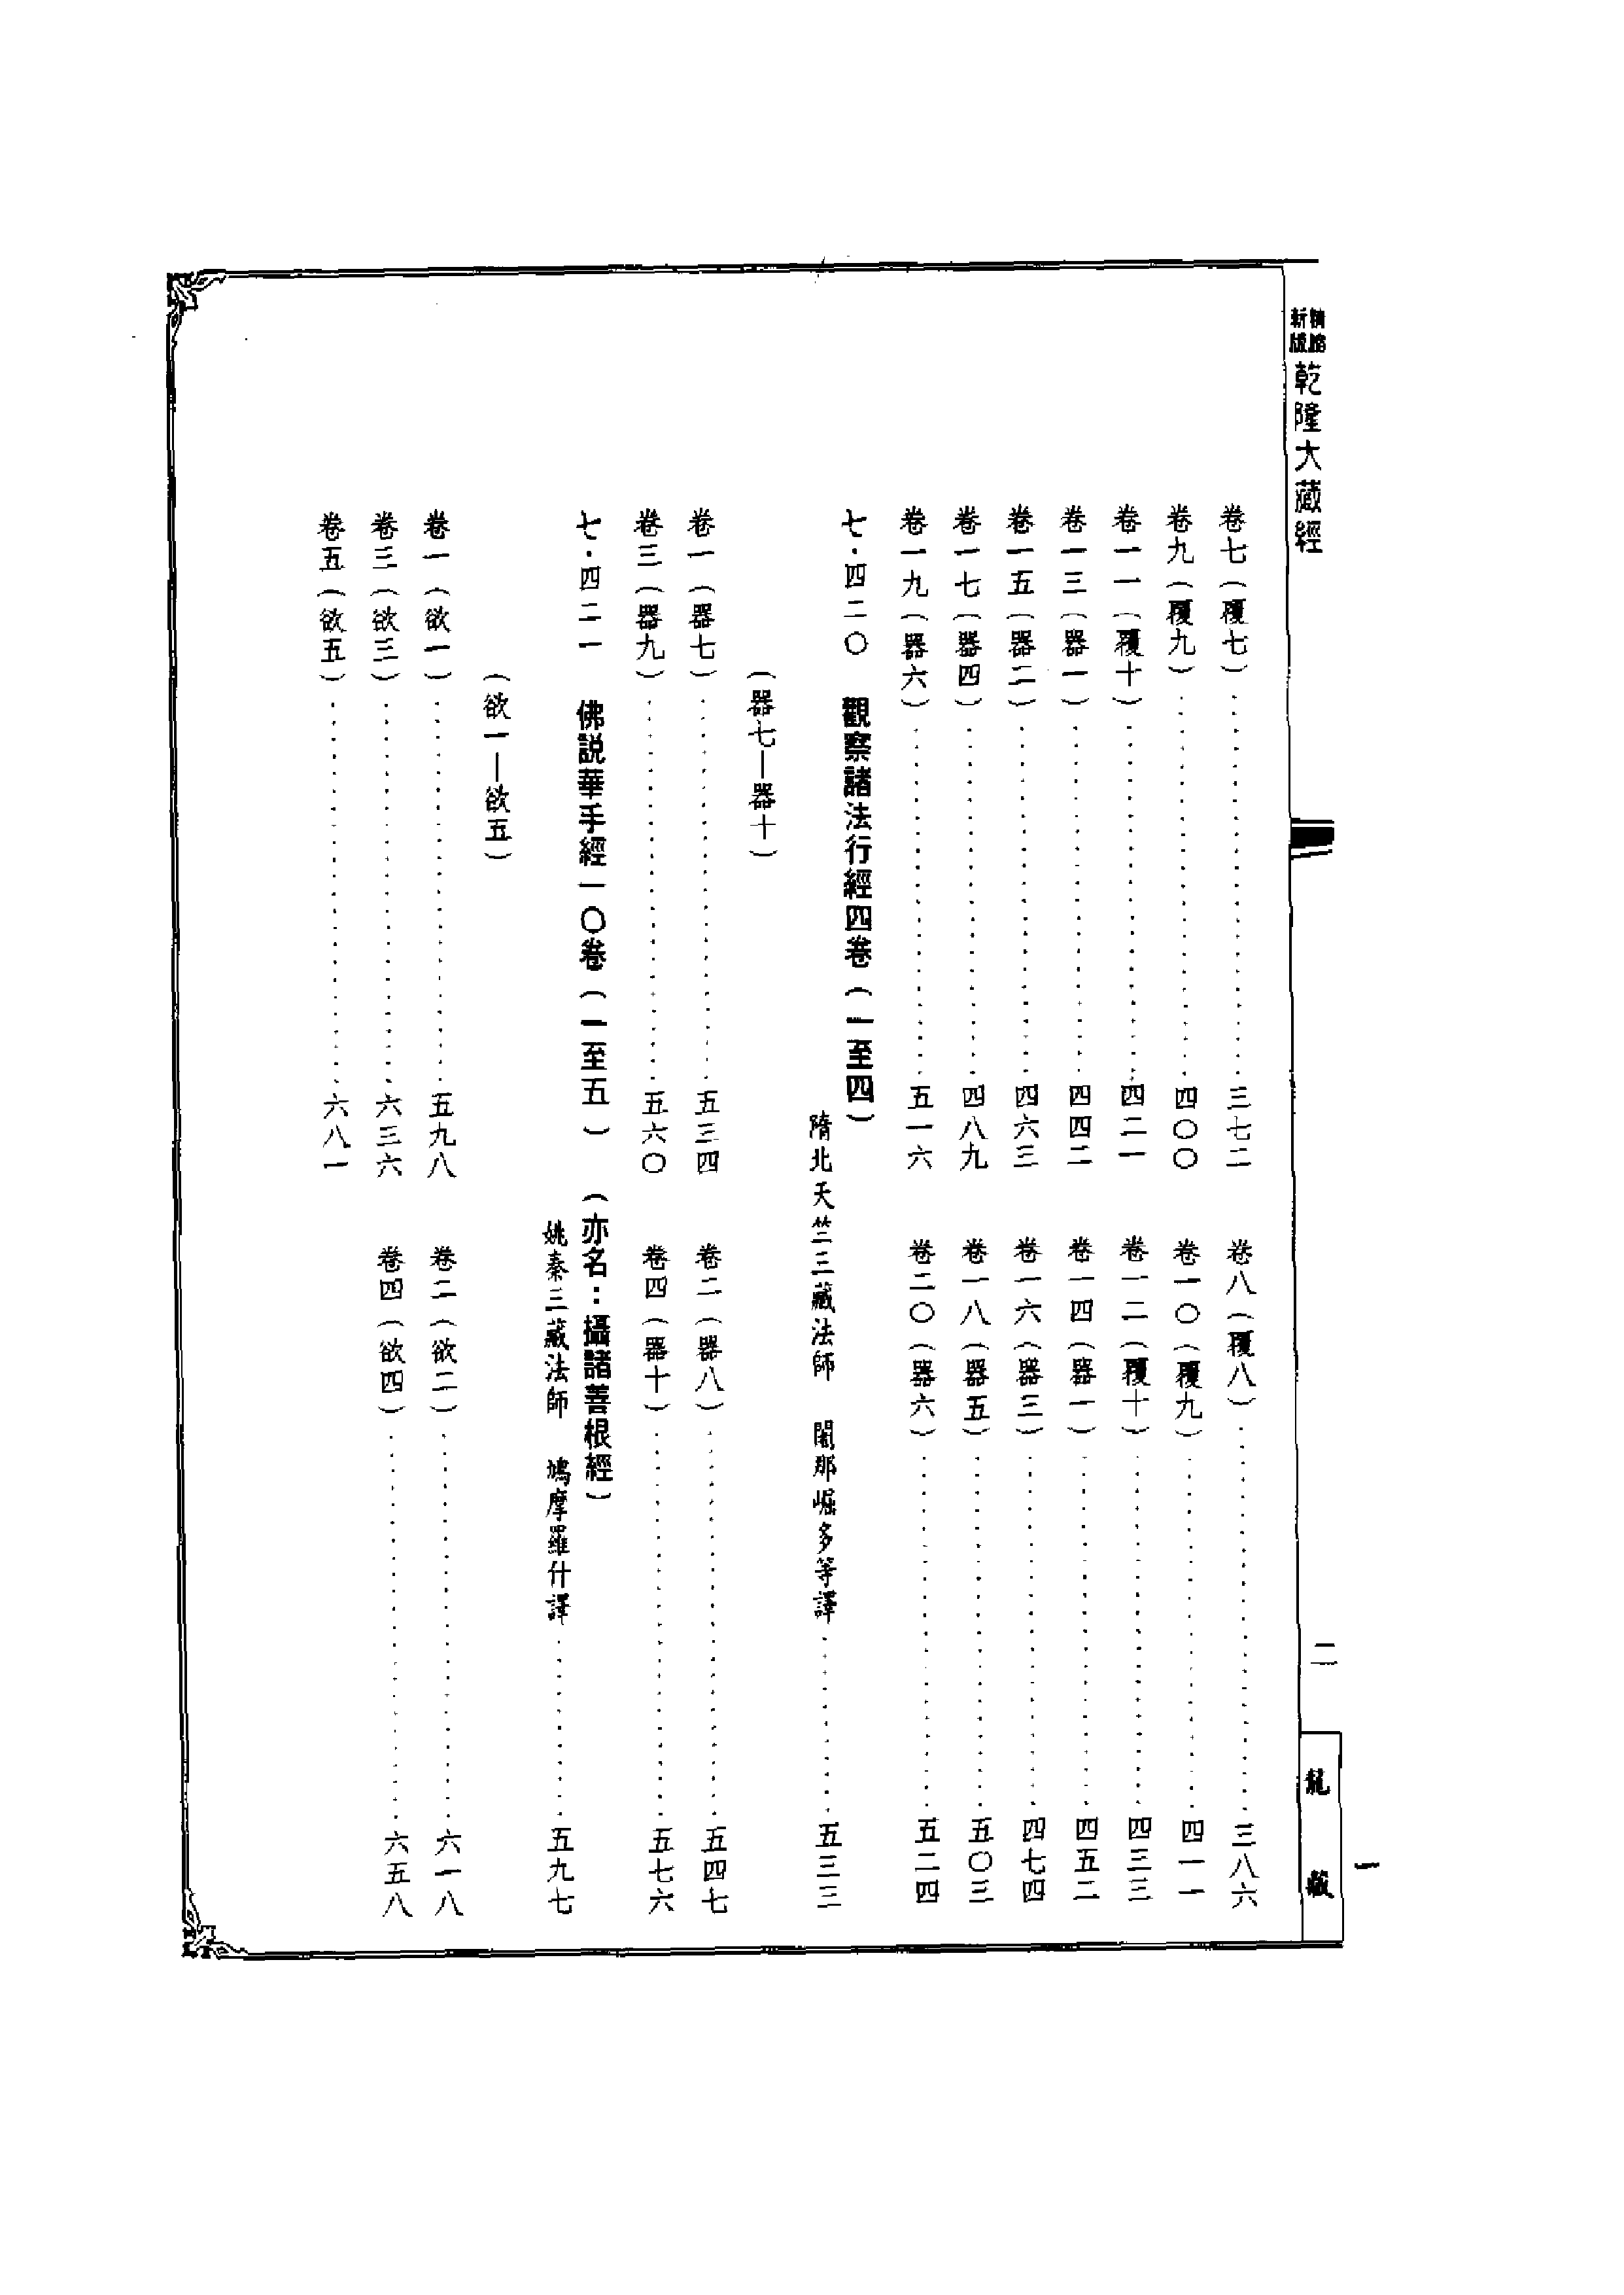 新版
乾隆大藏經
二
龍藏
一
卷七（覆七）……三七二　卷八（覆八）……三八六
卷九（覆九）……四〇〇　卷一〇（覆九）……四一一
卷一一（覆十）……四二一　卷一二（覆十）……四三三
卷一三（器一）……四四二　卷一四（器一）……四五二
卷一五（器二）……四六三　卷一六（器三）……四七四
卷一七（器四）……四八九　卷一八（器五）……五〇三
卷一九（器六）……五一六　卷二〇（器六）……五二四
七·四二〇　觀察諸法行經四卷（一至四）
隋北天竺三藏法師　闍那崛多等譯……五三三
（器七—器十）
卷一（器七）……五三四　卷二（器八）……五四七
卷三（器九）……五六〇　卷四（器十）……五七六
七·四二一　佛説華手經一〇卷（一至五）（亦名：攝諸善根經）
姚秦三藏法師　鳩摩羅什譯……五九七
（欲一—欲五）
卷一（欲一）……五九八　卷二（欲二）……六一八
卷三（欲三）……六三六　卷四（欲四）……六五八
卷五（欲五）……六八一